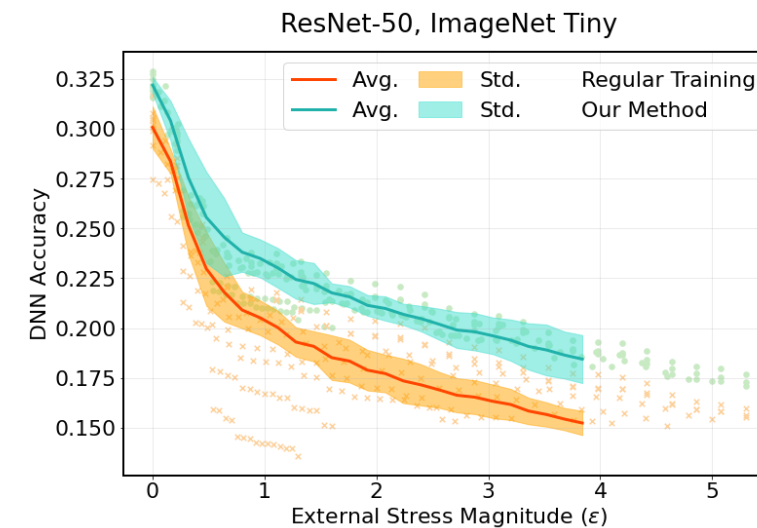 ResNet-50, ImageNet Tiny
Avg. Std. Regular Training
Avg. Std. Our Method
DNN Accuracy
0.325
0.300
0.275
0.250
0.225
0.200
0.175
0.150
0 1 2 3 4 5
External Stress Magnitude (ε)